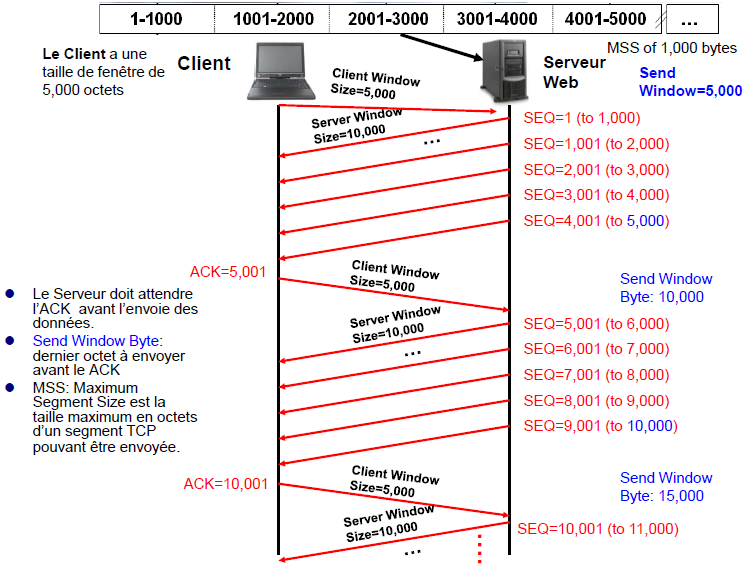 1-1000 1001-2000 2001-3000 3001-4000 4001-5000 ...
MSS of 1,000 bytes
Le Client a une
taille de fenêtre de
5,000 octets
Client
Serveur
Web
Send
Window=5,000
Client Window
Size=5,000
Server Window
Size=10,000
...
SEQ=1 (to 1,000)
SEQ=1,001 (to 2,000)
SEQ=2,001 (to 3,000)
SEQ=3,001 (to 4,000)
SEQ=4,001 (to 5,000)
ACK=5,001
Client Window
Size=5,000
Send Window
Byte: 10,000
Le Serveur doit attendre
l'ACK avant l'envoie des
données.
Send Window Byte:
dernier octet à envoyer
avant le ACK
MSS: Maximum
Segment Size est la
taille maximum en octets
d'un segment TCP
pouvant être envoyée.
Server Window
Size=10,000
...
SEQ=5,001 (to 6,000)
SEQ=6,001 (to 7,000)
SEQ=7,001 (to 8,000)
SEQ=8,001 (to 9,000)
SEQ=9,001 (to 10,000)
ACK=10,001
Client Window
Size=5,000
Send Window
Byte: 15,000
Server Window
Size=10,000
...
SEQ=10,001 (to 11,000)